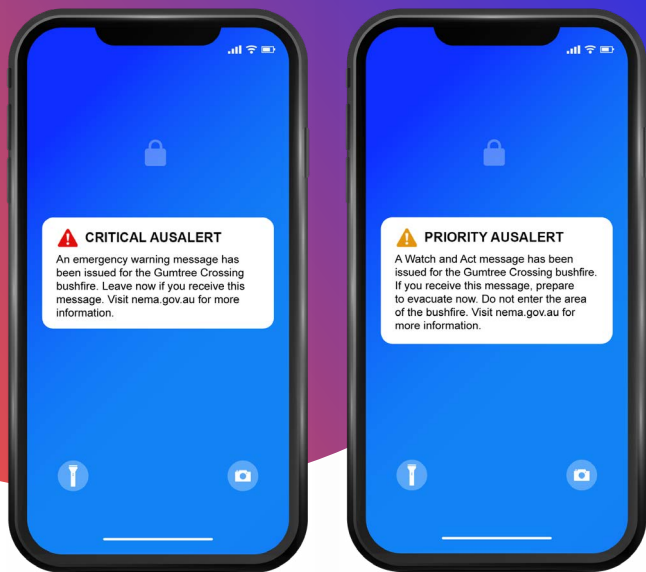 CRITICAL AUSALERT
An emergency warning message has
been issued for the Gumtree Crossing
bushfire. Leave now if you receive this
message. Visit nema.gov.au for more
information.
PRIORITY AUSALERT
A Watch and Act message has been
issued for the Gumtree Crossing bushfire.
If you receive this message, prepare
to evacuate now. Do not enter the area
of the bushfire. Visit nema.gov.au for
more information.